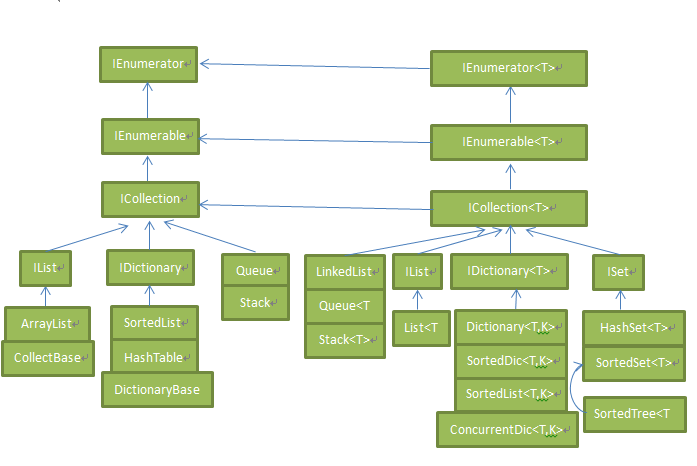 IEnumerator
IEnumerator<T>
IEnumerable
IEnumerable<T>
ICollection
ICollection<T>
IList
IDictionary
Queue
Stack
LinkedList
Queue<T
Stack<T>
IList
IDictionary<T>
ISet
ArrayList
CollectBase
SortedList
HashTable
DictionaryBase
List<T
Dictionary<T,K>
SortedDic<T,K>
SortedList<T,K>
ConcurrentDic<T,K>
HashSet<T>
SortedSet<T>
SortedTree<T